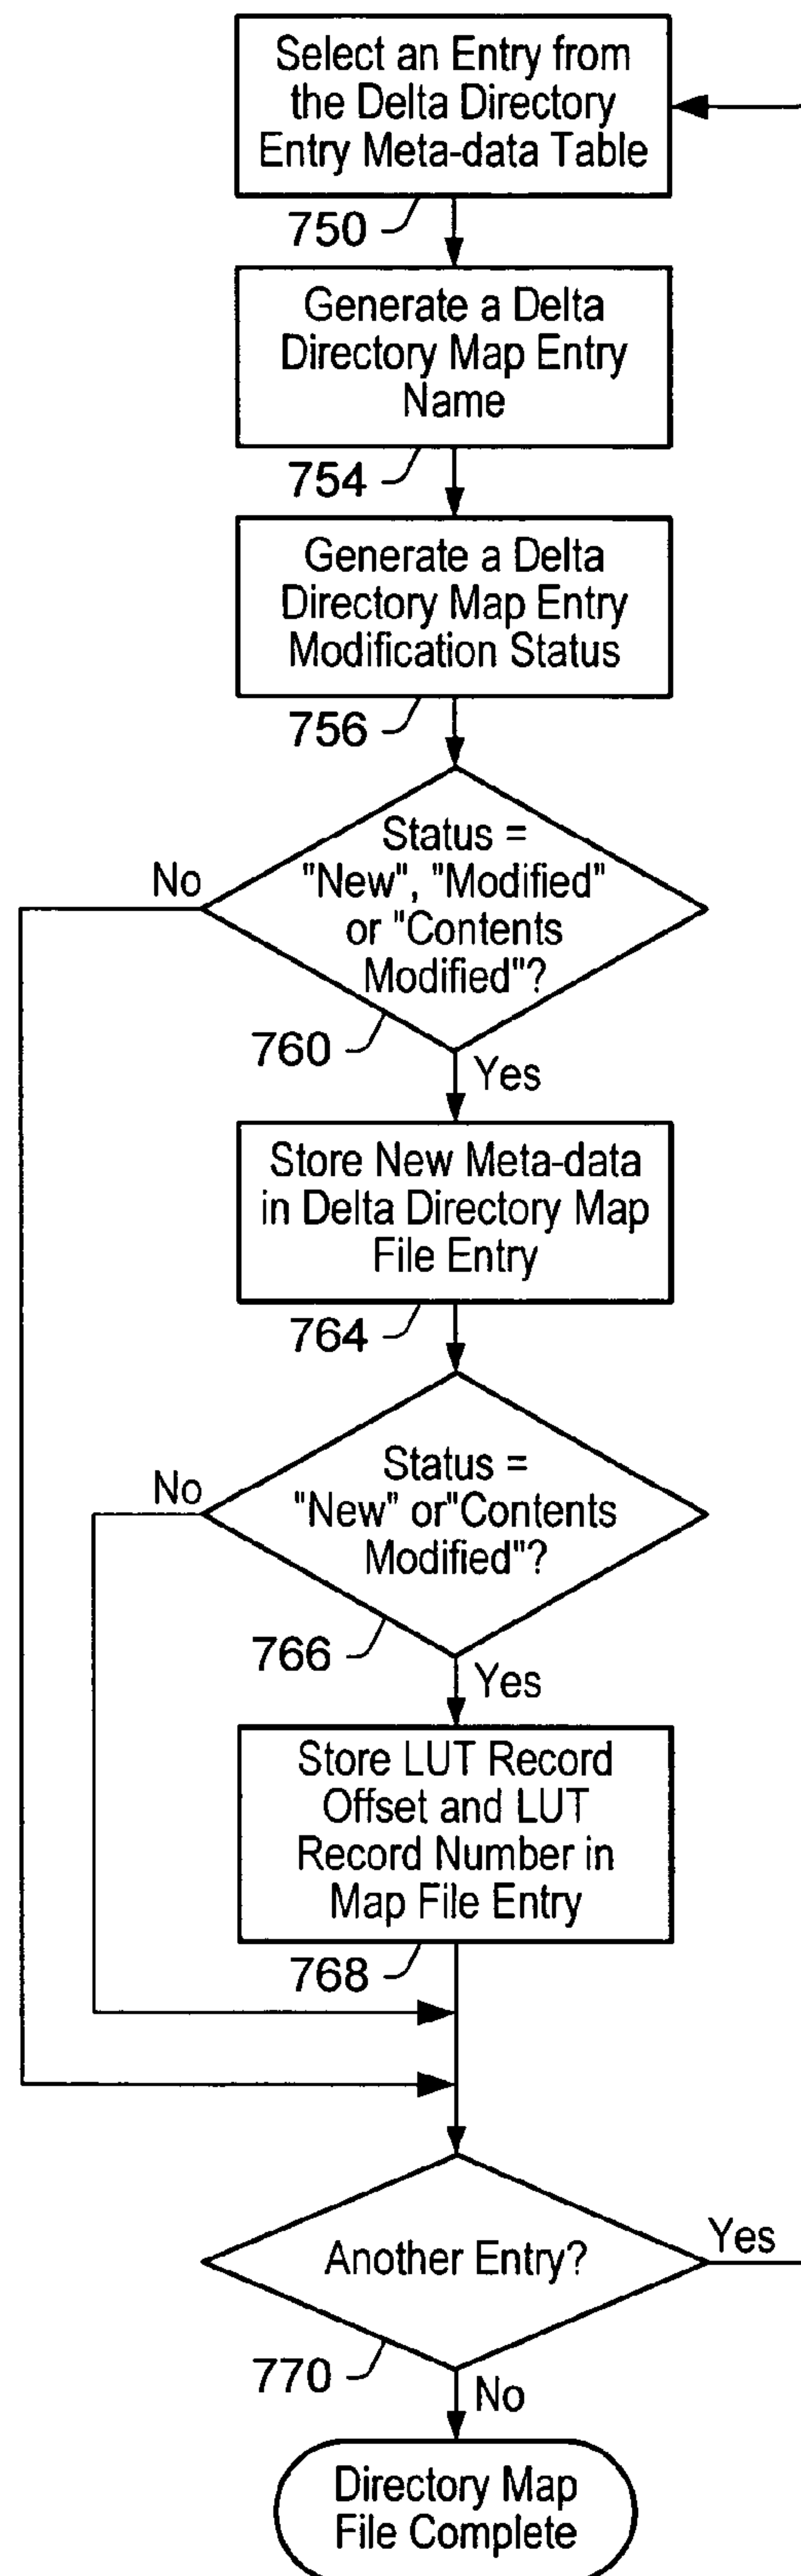 Select an Entry from
the Delta Directory
Entry Meta-data Table
750
Generate a Delta
Directory Map Entry
Name
754
Generate a Delta
Directory Map Entry
Modification Status
756
Status =
"New", "Modified"
or "Contents
Modified"?
No
760
Yes
Store New Meta-data
in Delta Directory Map
File Entry
764
Status =
"New" or"Contents
Modified"?
No
766
Yes
Store LUT Record
Offset and LUT
Record Number in
Map File Entry
768
Another Entry?
Yes
770
No
Directory Map
File Complete